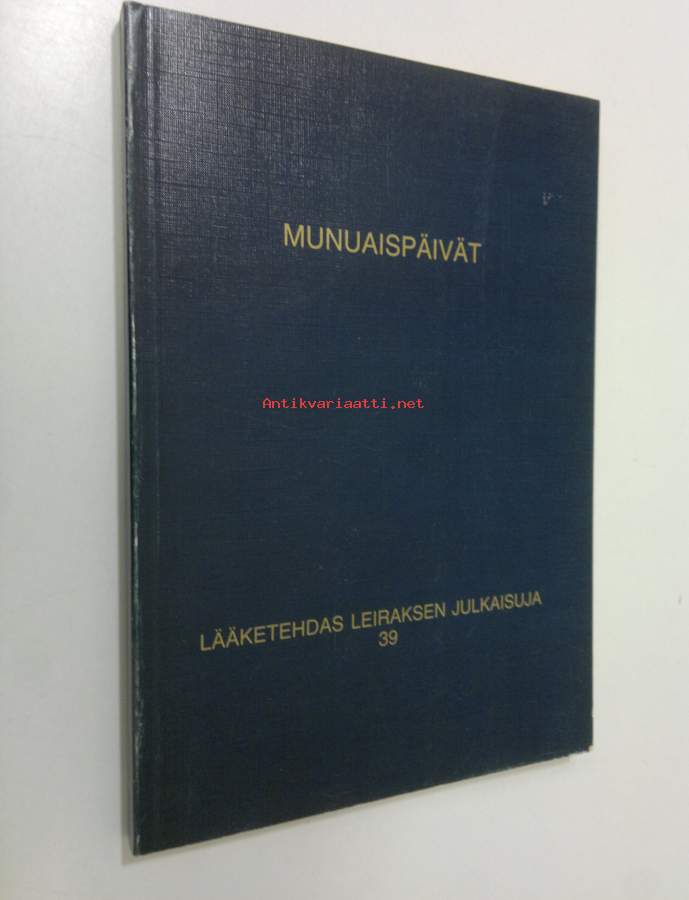 MUNUAISPÄIVÄT
Antikvariaatti.net
LÄÄKETEHDAS LEIRAKSEN JULKAISUJA
39